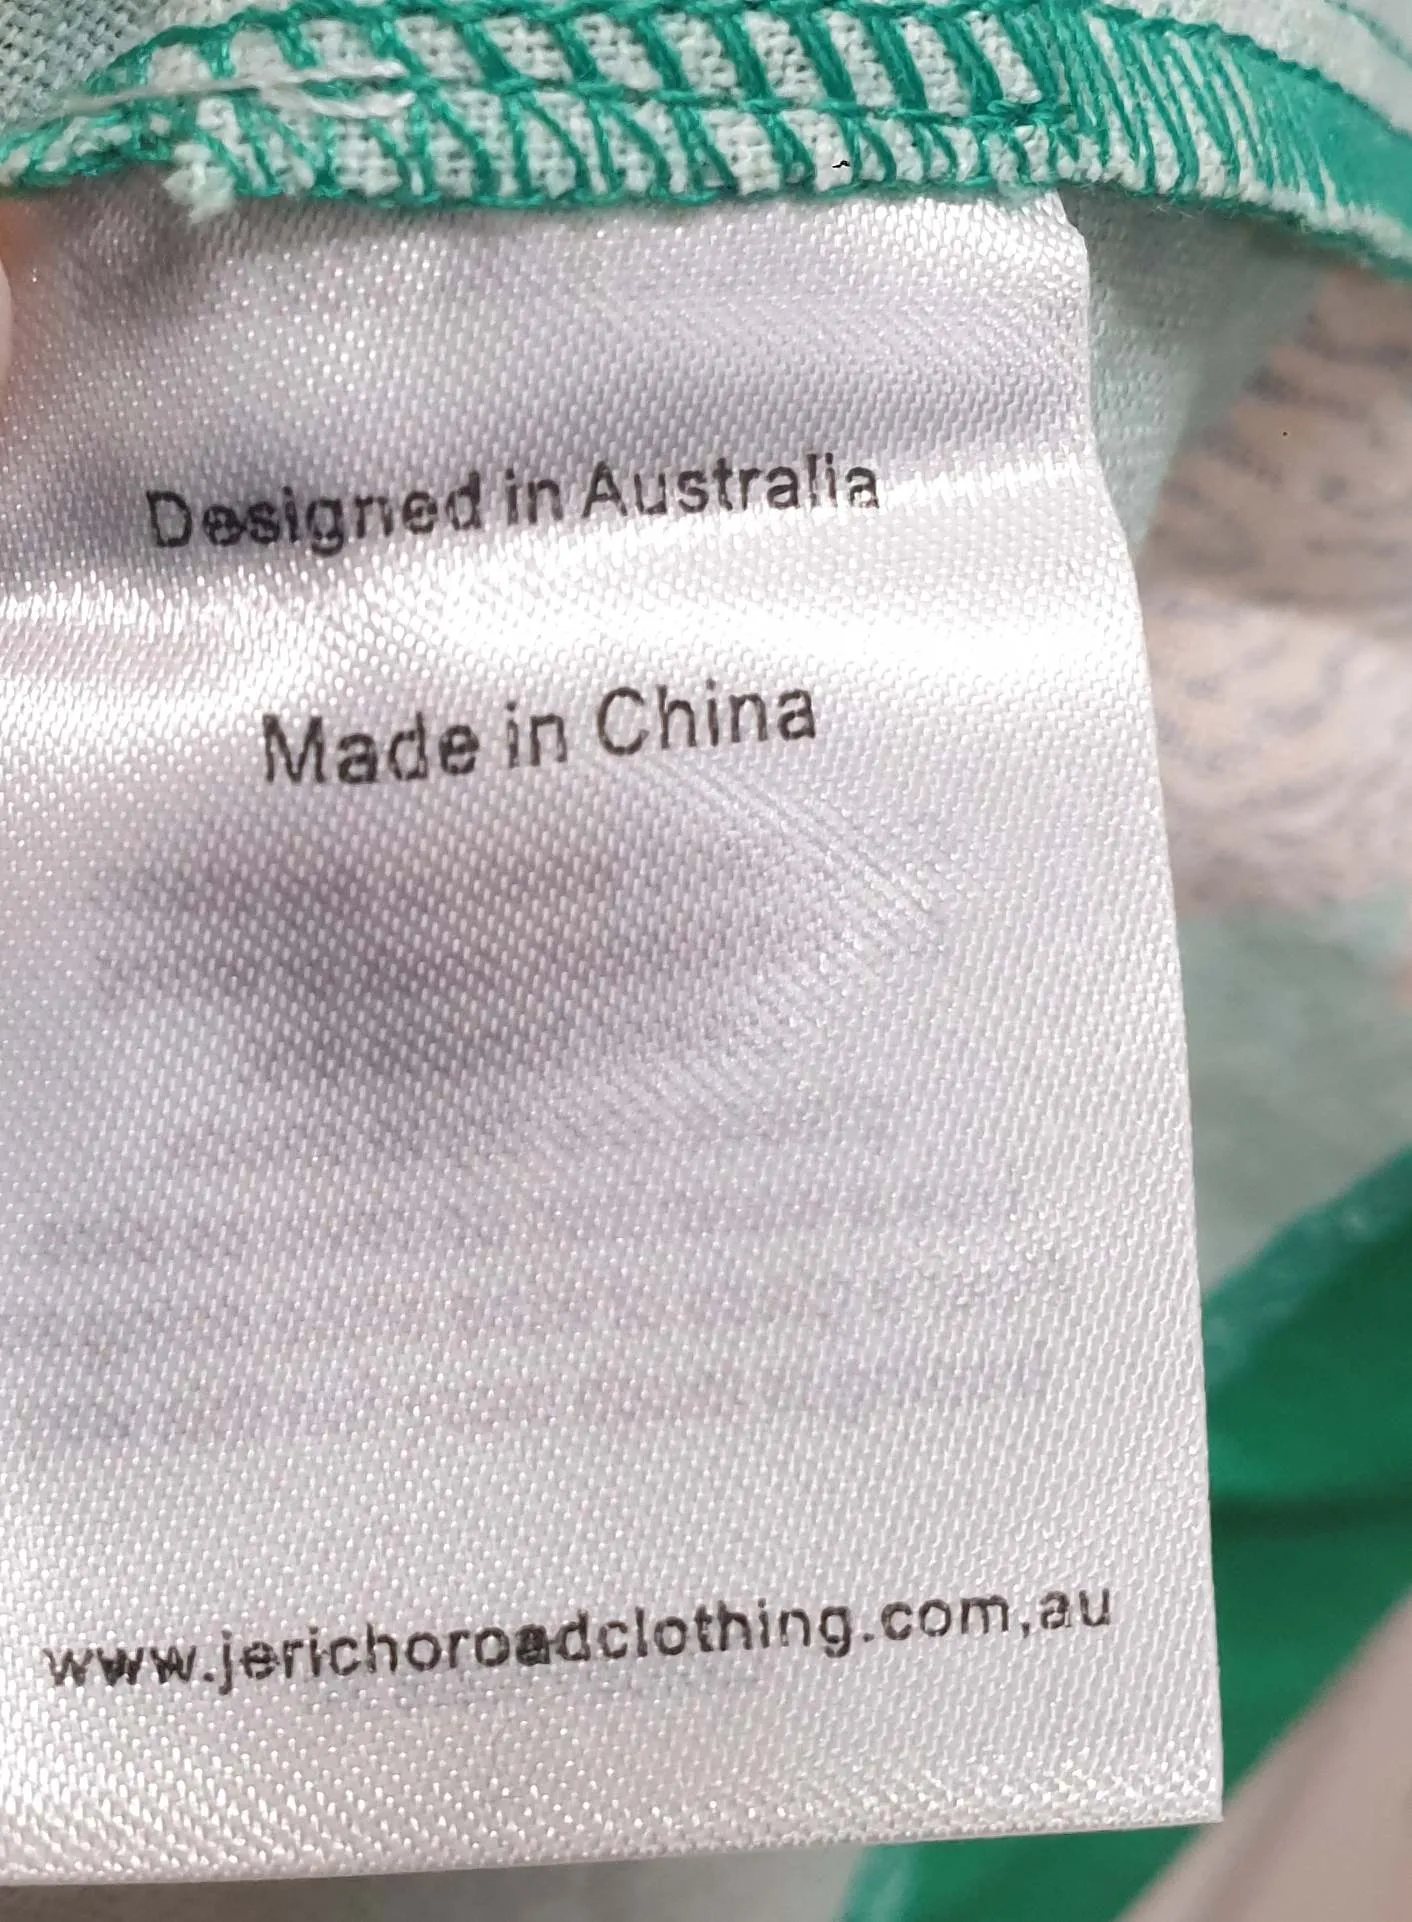 Designed in Australia
Made in China
www.jerichoroadclothing.com,au